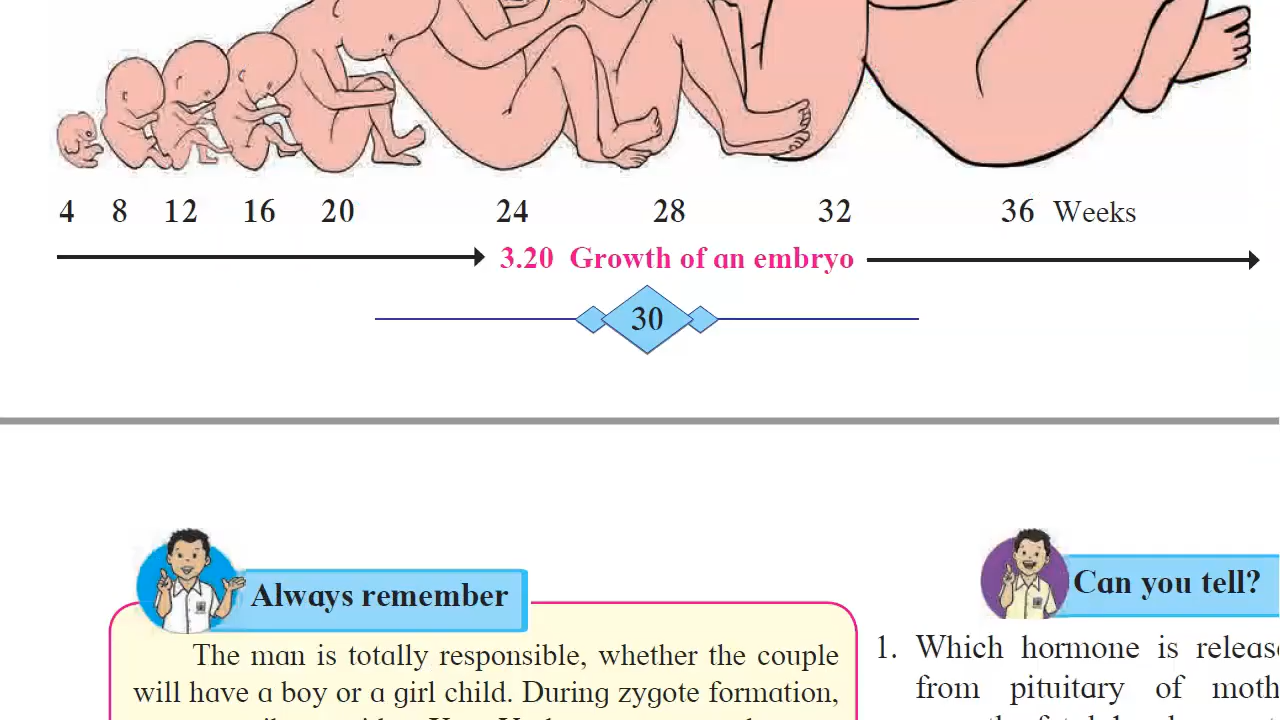 4 8 12 16 20 24 28 32 36 Weeks
3.20 Growth of an embryo
30
Always remember
The man is totally responsible, whether the couple
will have a boy or a girl child. During zygote formation,
Can you tell?
1. Which hormone is
from pituitary of